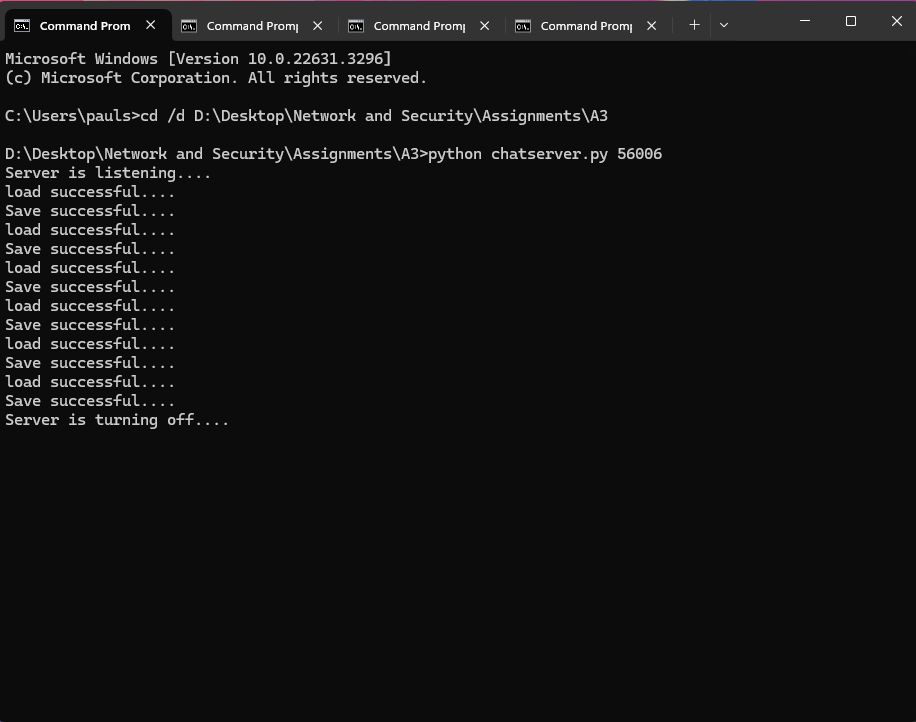 Command Prom
Command Promp
Command Promp
Command Promp
Microsoft Windows [Version 10.0.22631.3296]
(c) Microsoft Corporation. All rights reserved.
C:\Users\pauls>cd /d D:\Desktop\Network and Security\Assignments\A3
D:\Desktop\Network and Security\Assignments\A3>python chatserver.py 56006
Server is listening....
load successful....
Save successful....
load successful....
Save successful....
load successful....
Save successful....
load successful....
Save successful....
load successful....
Save successful....
load successful....
Save successful....
Server is turning off....